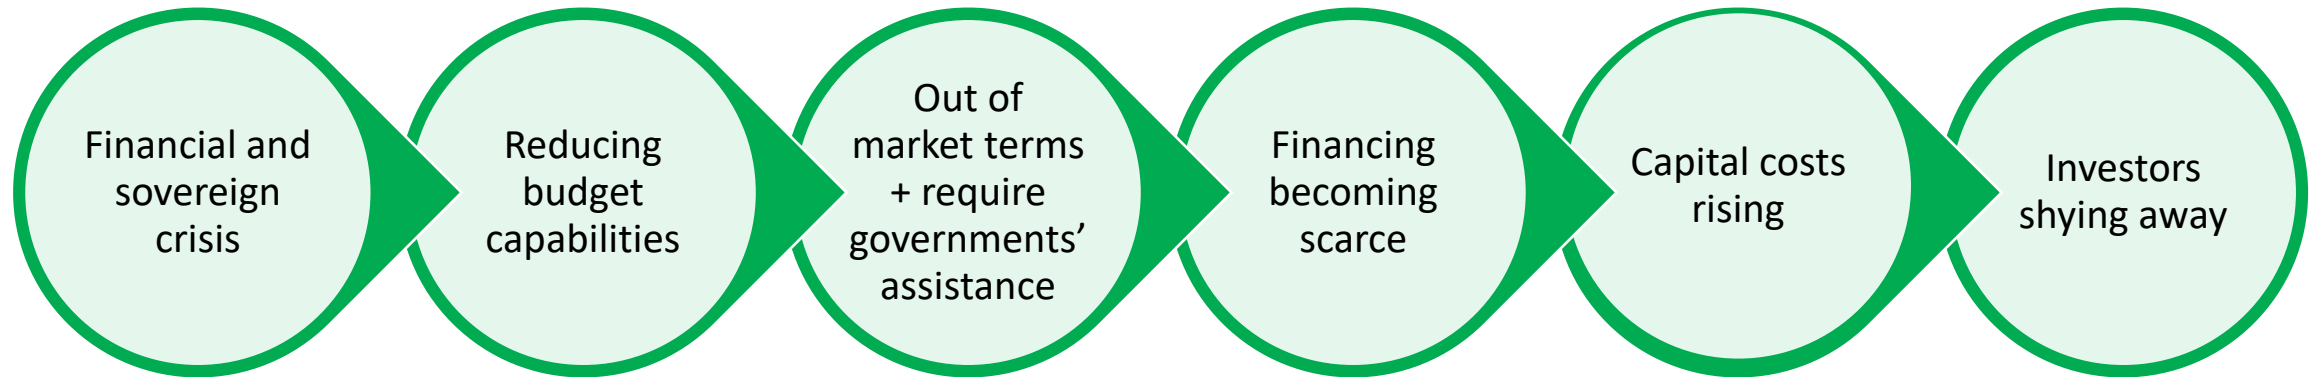 Financial and
sovereign
crisis
Reducing
budget
capabilities
Out of
market terms
+ require
governments’
assistance
Financing
becoming
scarce
Capital costs
rising
Investors
shying away